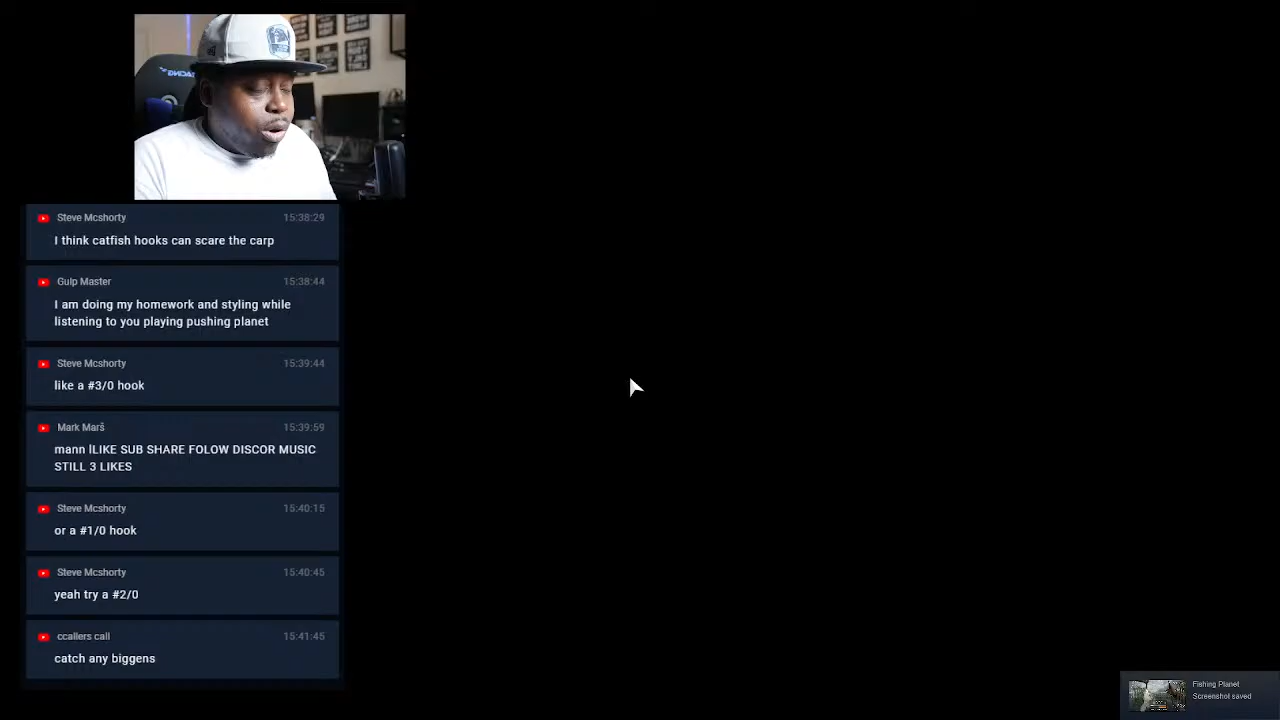 Steve Mcshorty 15:38:29
I think catfish hooks can scare the carp
Gulp Master 15:38:44
I am doing my homework and styling while
listening to you playing pushing planet
Steve Mcshorty 15:39:44
like a #3/0 hook
Mark Marš 15:39:59
mann lLIKE SUB SHARE FOLOW DISCOR MUSIC
STILL 3 LIKES
Steve Mcshorty 15:40:15
or a #1/0 hook
Steve Mcshorty 15:40:45
yeah try a #2/0
ccallers call 15:41:45
catch any biggens
Fishing Planet
Screenshot saved